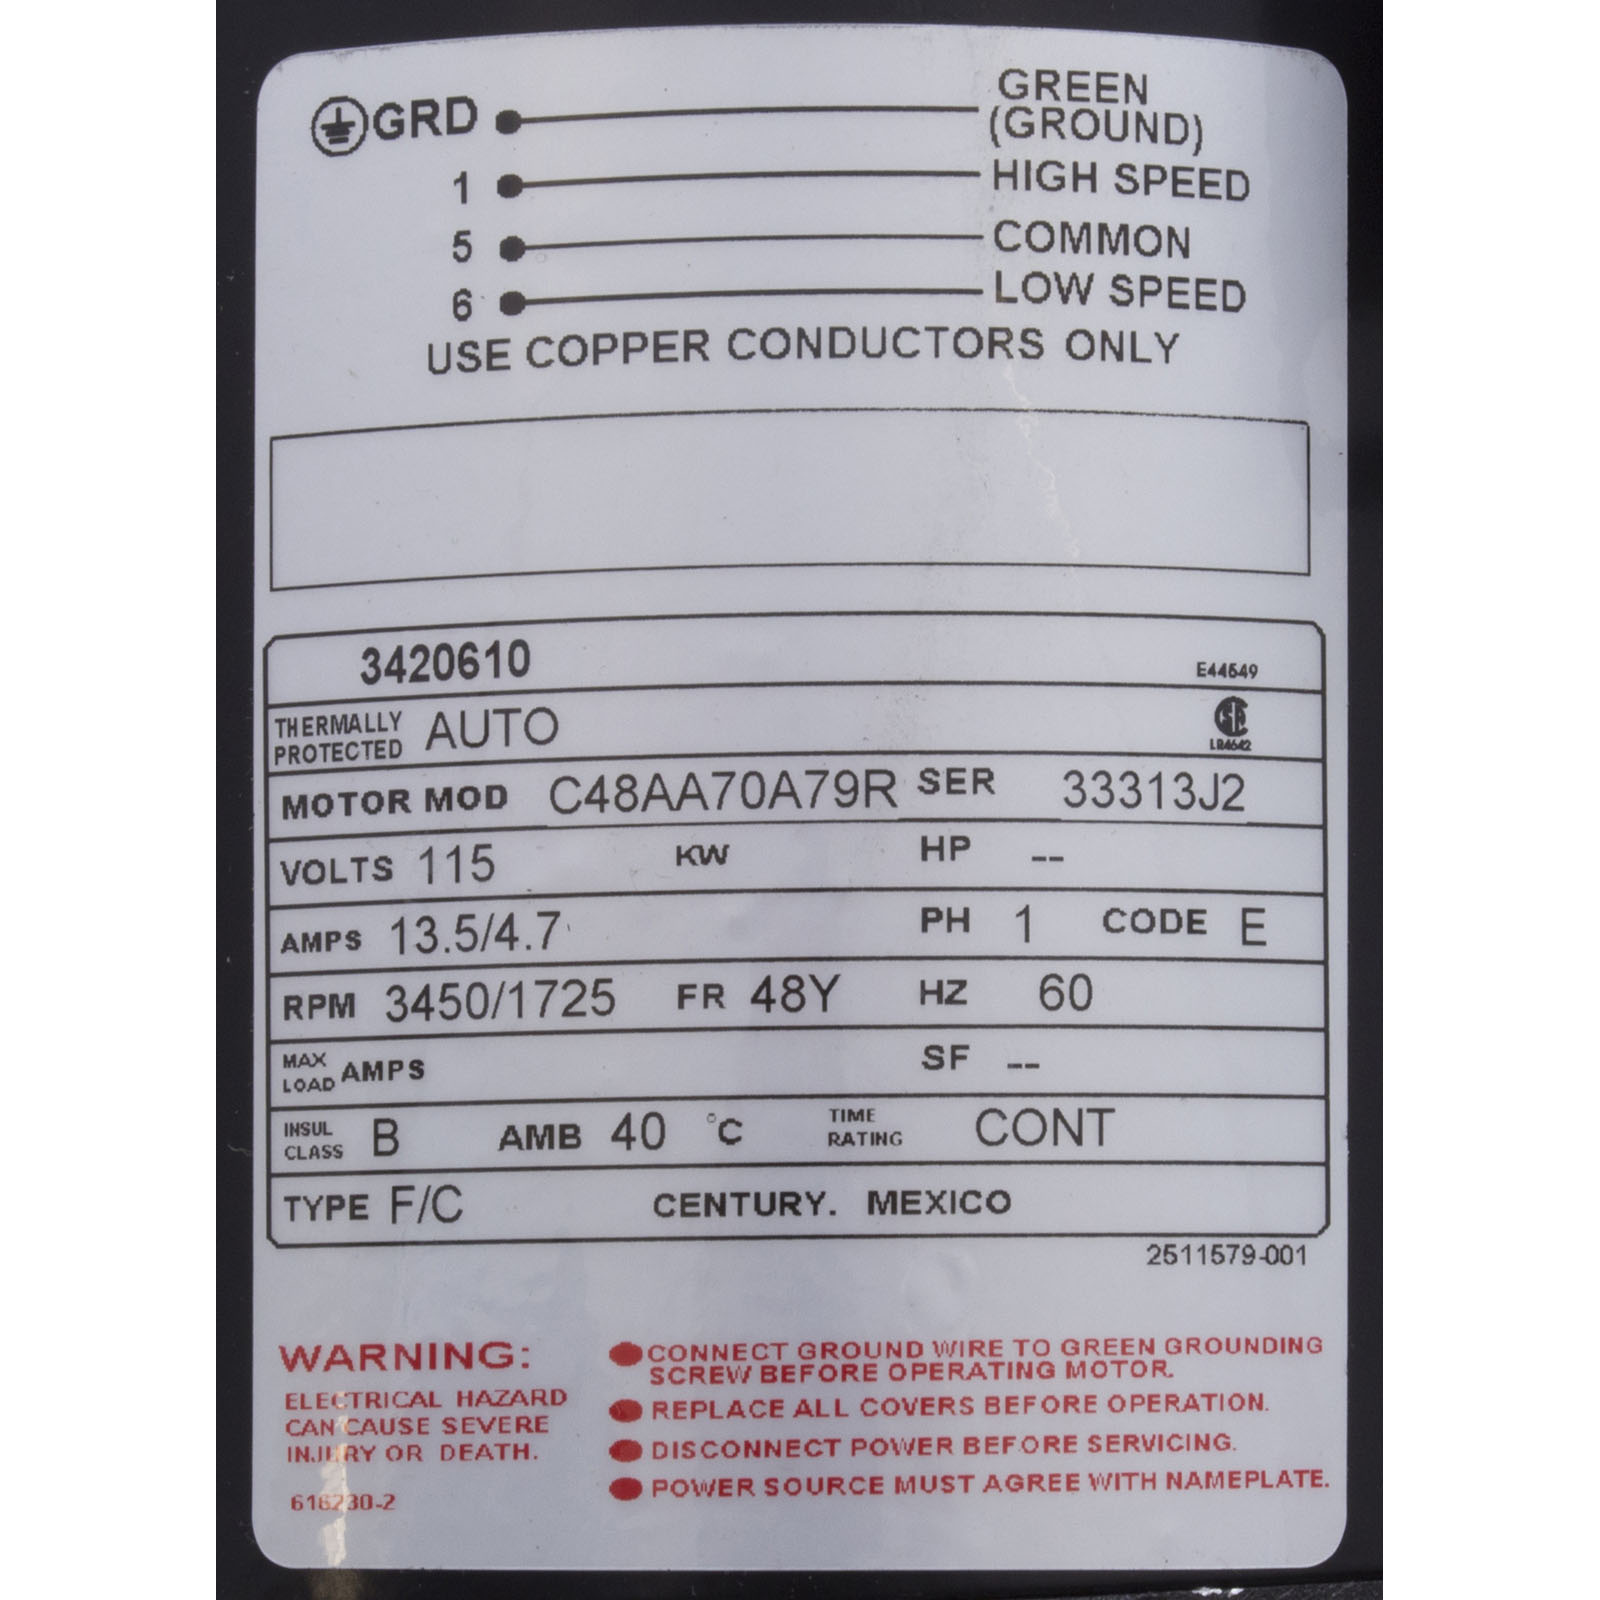 GRD GREEN (GROUND)
1 HIGH SPEED
5 COMMON
6 LOW SPEED
USE COPPER CONDUCTORS ONLY
3420610 E44649
THERMALLY PROTECTED AUTO LR4642
MOTOR MOD C48AA70A79R SER 33313J2
VOLTS 115 KW HP --
AMPS 13.5/4.7 PH 1 CODE E
RPM 3450/1725 FR 48Y HZ 60
MAX LOAD AMPS SF --
INSUL CLASS B AMB 40 °C TIME RATING CONT
TYPE F/C CENTURY. MEXICO
2511579-001
WARNING:
ELECTRICAL HAZARD
CAN CAUSE SEVERE
INJURY OR DEATH.
616230-2
CONNECT GROUND WIRE TO GREEN GROUNDING
SCREW BEFORE OPERATING MOTOR.
REPLACE ALL COVERS BEFORE OPERATION.
DISCONNECT POWER BEFORE SERVICING.
POWER SOURCE MUST AGREE WITH NAMEPLATE.